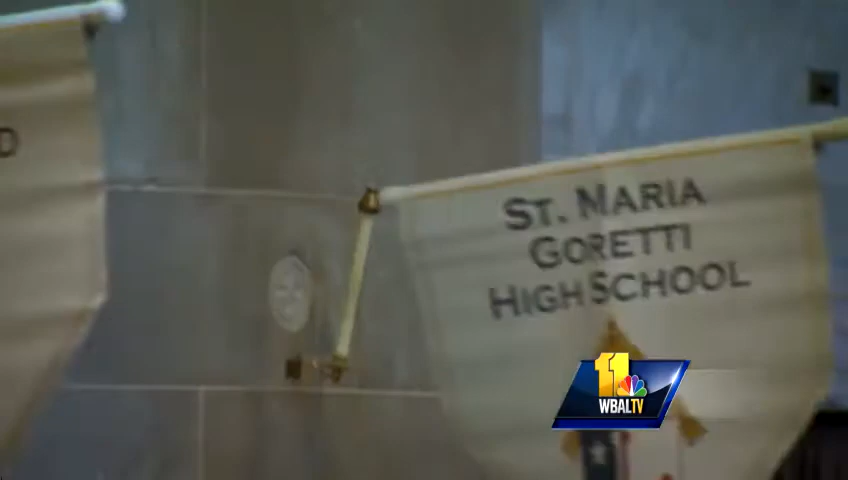 D
ST. MARIA
GORETTI
HIGH SCHOOL
11
WBALTV